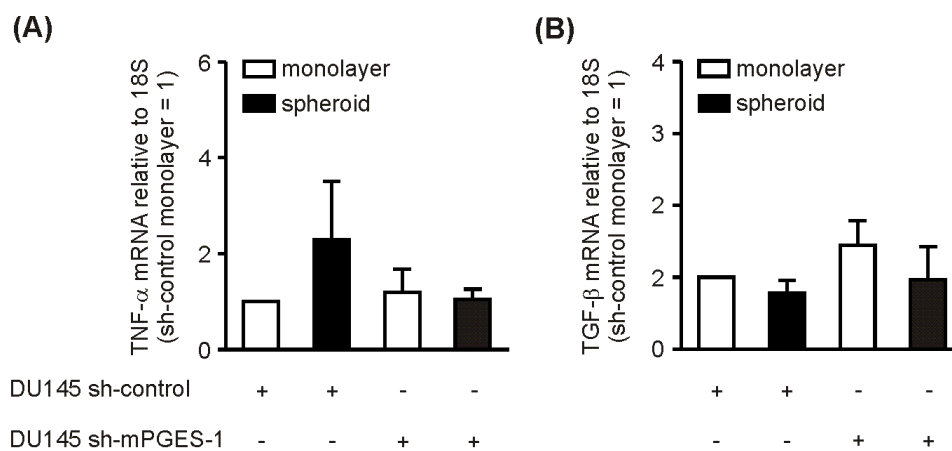 (A)
TNF-α mRNA relative to 18S
(sh-control monolayer = 1)
6
4
2
0
monolayer
spheroid
(B)
TGF-β mRNA relative to 18S
(sh-control monolayer = 1)
4
3
2
2
0
monolayer
spheroid
DU145 sh-control + + - - + + - -
DU145 sh-mPGES-1 - - + + - - + +